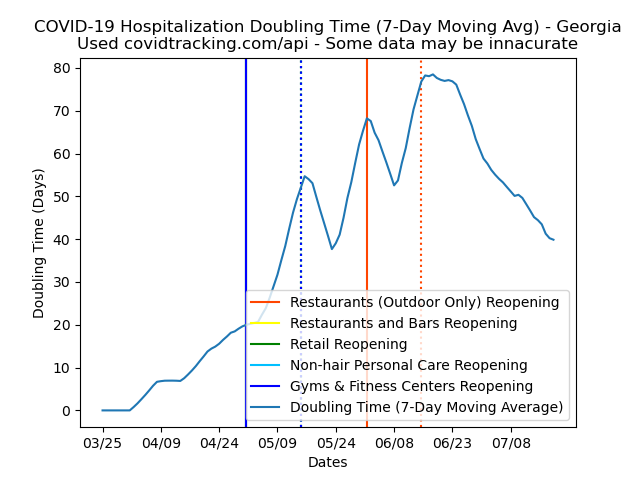 COVID-19 Hospitalization Doubling Time (7-Day Moving Avg) - Georgia
Used covidtracking.com/api - Some data may be innacurate
Doubling Time (Days)
80
70
60
50
40
30
20
10
0
Restaurants (Outdoor Only) Reopening
Restaurants and Bars Reopening
Retail Reopening
Non-hair Personal Care Reopening
Gyms & Fitness Centers Reopening
Doubling Time (7-Day Moving Average)
03/25 04/09 04/24 05/09 05/24 06/08 06/23 07/08
Dates